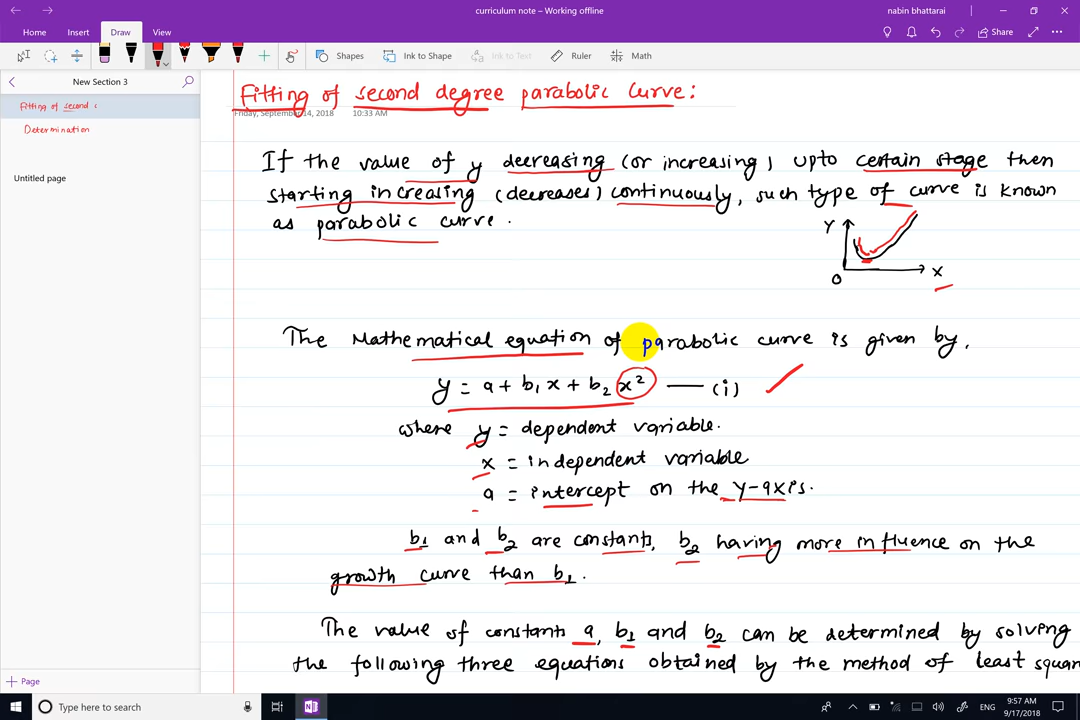 curriculum note – Working offline
nabin bhattarai
Home
Insert
Draw
View
Share
Shapes
Ink to Shape
Ink to Text
Ruler
Math
New Section 3
Fitting of second c
Determination
Untitled page
Fitting of second degree parabolic curve:
Friday, September 14, 2018 10:33 AM
If the value of y decreasing (or increasing) upto certain stage then
starting increasing (decreases) continuously, such type of curve is known
as parabolic curve.
Y
X
O
The Mathematical equation of parabolic curve is given by,
y = a + b₁ x + b₂ x² — (i)
where y = dependent variable.
x = independent variable
a = intercept on the y-axis.
b₁ and b₂ are constants, b₂ having more influence on the
growth curve than b₁.
The value of constants a, b₁ and b₂ can be determined by solving
the following three equations obtained by the method of least squar
+ Page
Type here to search
ENG
9:57 AM
9/17/2018